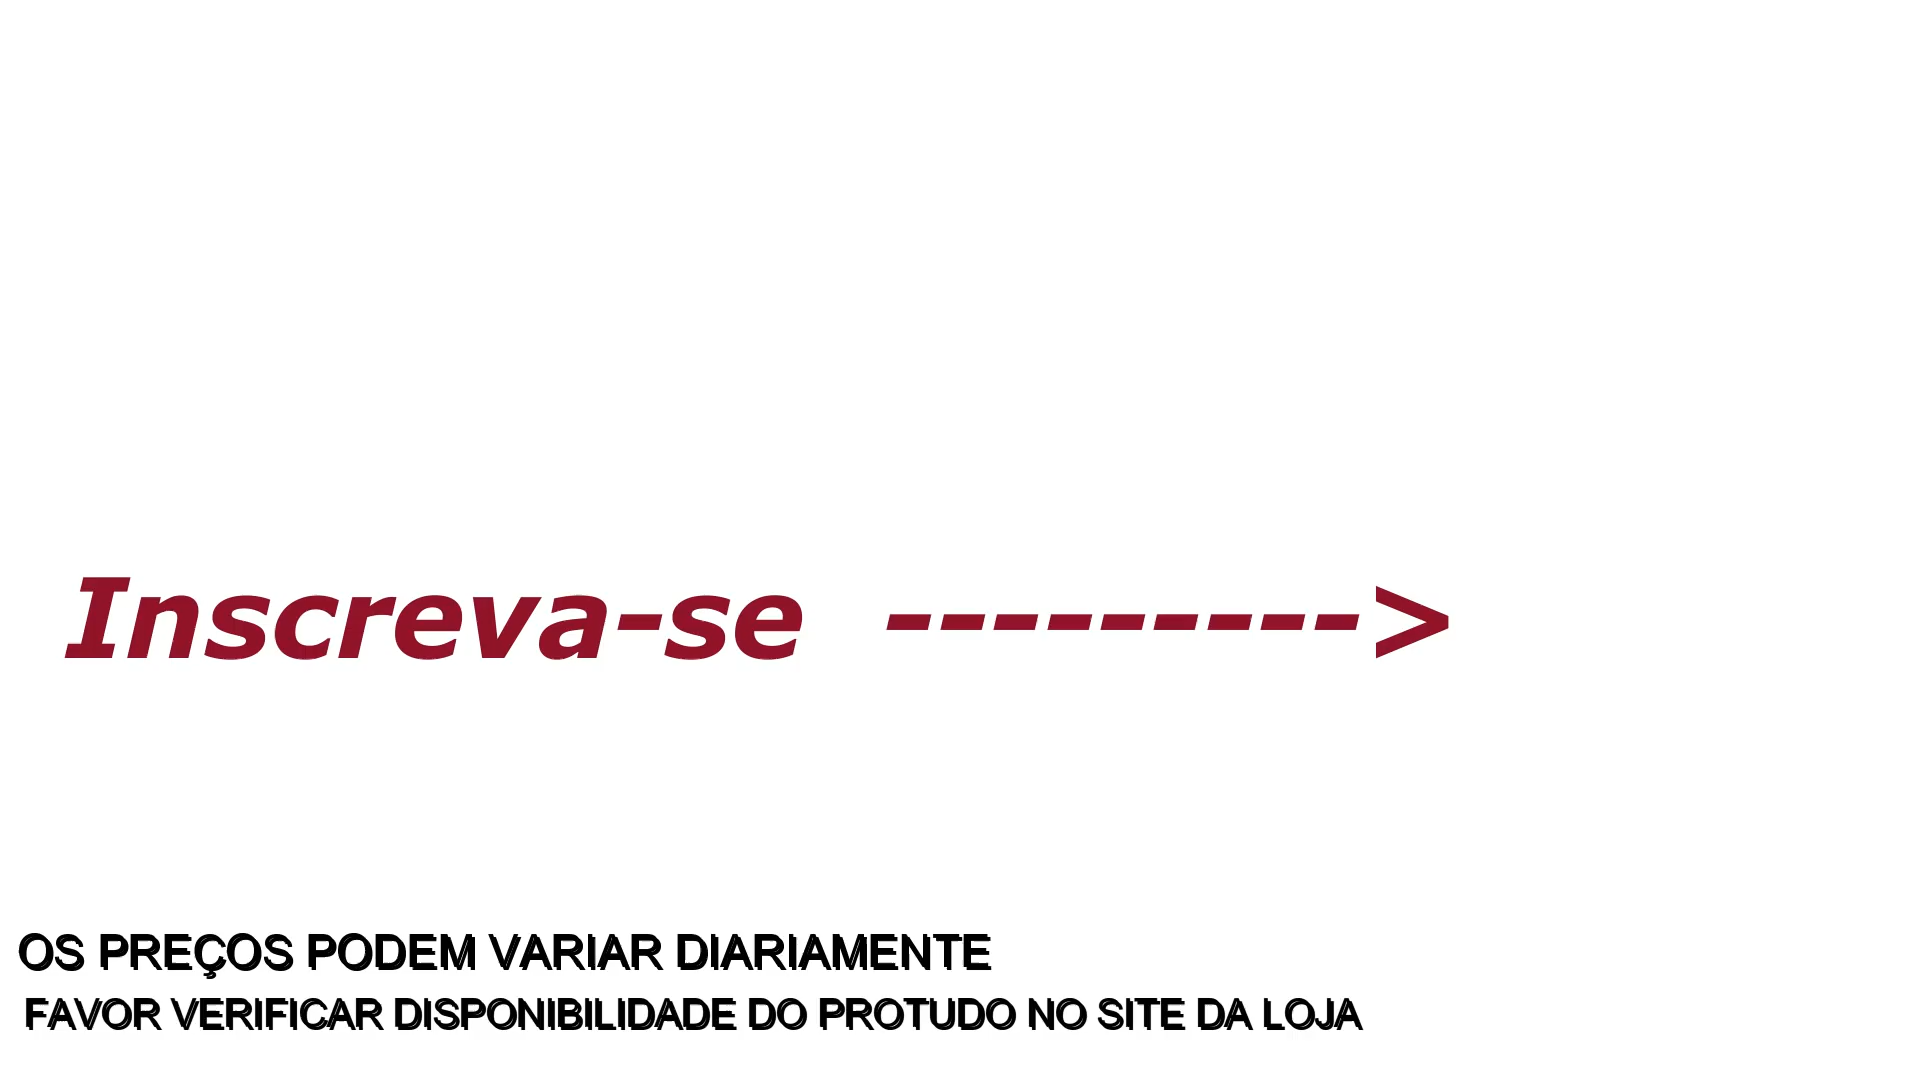 Inscreva-se --------->
OS PREÇOS PODEM VARIAR DIARIAMENTE
FAVOR VERIFICAR DISPONIBILIDADE DO PROTUDO NO SITE DA LOJA